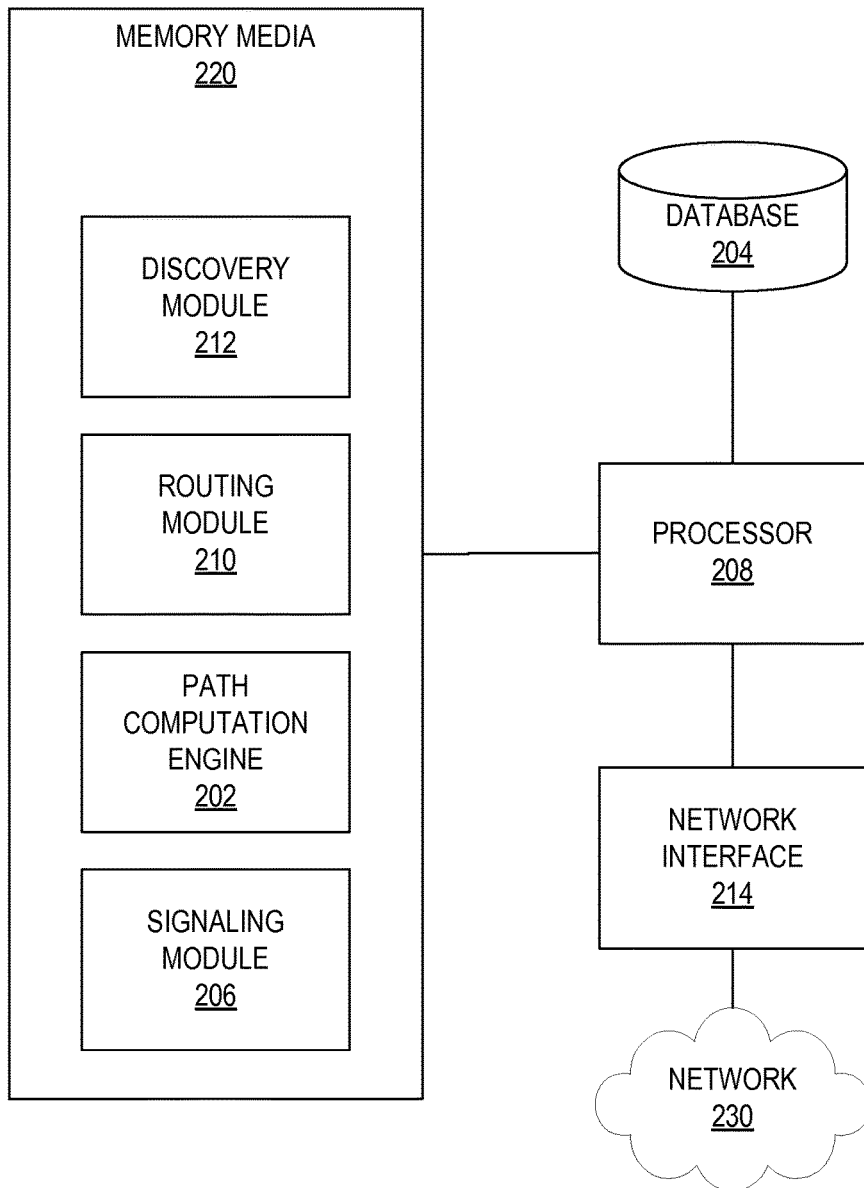 MEMORY MEDIA
220
DISCOVERY
MODULE
212
ROUTING
MODULE
210
PATH
COMPUTATION
ENGINE
202
SIGNALING
MODULE
206
DATABASE
204
PROCESSOR
208
NETWORK
INTERFACE
214
NETWORK
230